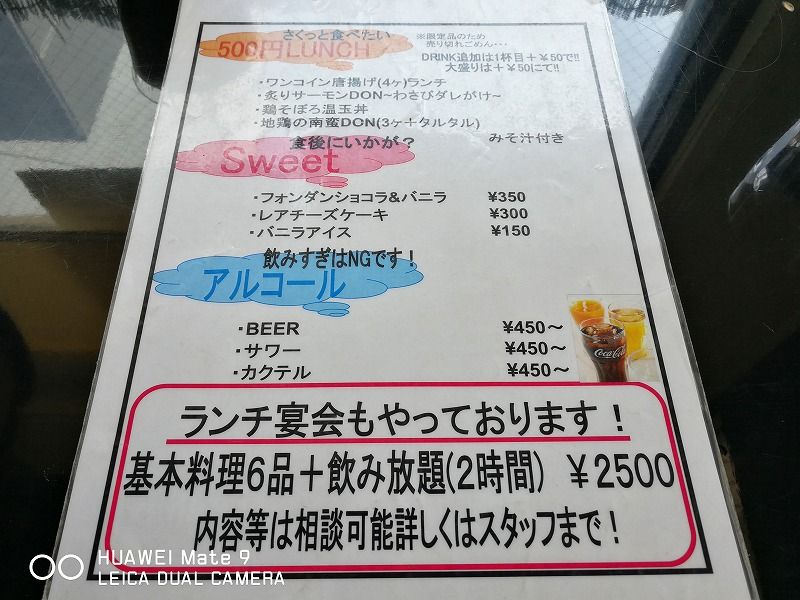 さくっと食べたい
500円LUNCH
※限定品のため
売り切れごめん・・・
DRINK追加は1杯目＋￥50で!!
大盛りは＋￥50にて!!
・ワンコイン唐揚げ(4ヶ)ランチ
・炙りサーモンDON~わさびダレがけ~
・鶏そぼろ温玉丼
・地鶏の南蛮DON(3ヶ＋タルタル)
みそ汁付き
食後にいかが？
Sweet
・フォンダンショコラ&バニラ ¥350
・レアチーズケーキ ¥300
・バニラアイス ¥150
飲みすぎはNGです！
アルコール
・BEER ¥450～
・サワー ¥450～
・カクテル ¥450～
Coca-Cola
ランチ宴会もやっております！
基本料理6品＋飲み放題(2時間) ￥2500
内容等は相談可能詳しくはスタッフまで！
HUAWEI Mate 9
LEICA DUAL CAMERA